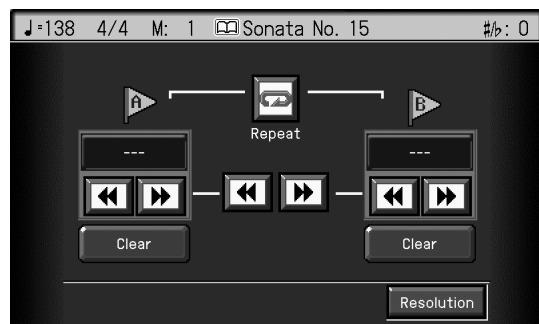 ♩=138 4/4 M: 1 Sonata No. 15 ♯/♭: 0
A B
Repeat
--- ---
Clear Clear
Resolution